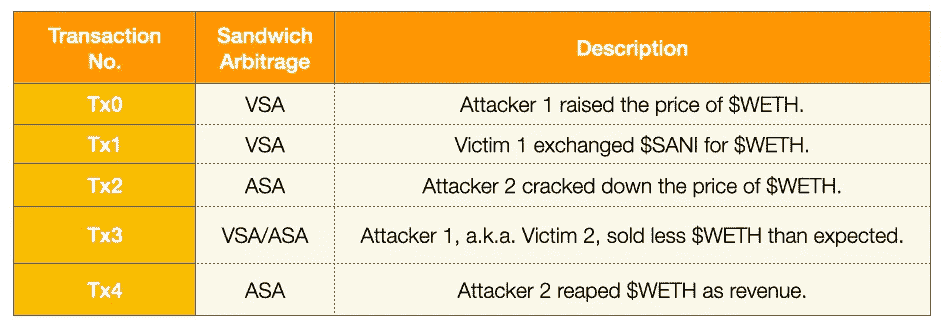 Transaction No. Sandwich Arbitrage Description
Tx0 VSA Attacker 1 raised the price of $WETH.
Tx1 VSA Victim 1 exchanged $SANI for $WETH.
Tx2 ASA Attacker 2 cracked down the price of $WETH.
Tx3 VSA/ASA Attacker 1, a.k.a. Victim 2, sold less $WETH than expected.
Tx4 ASA Attacker 2 reaped $WETH as revenue.